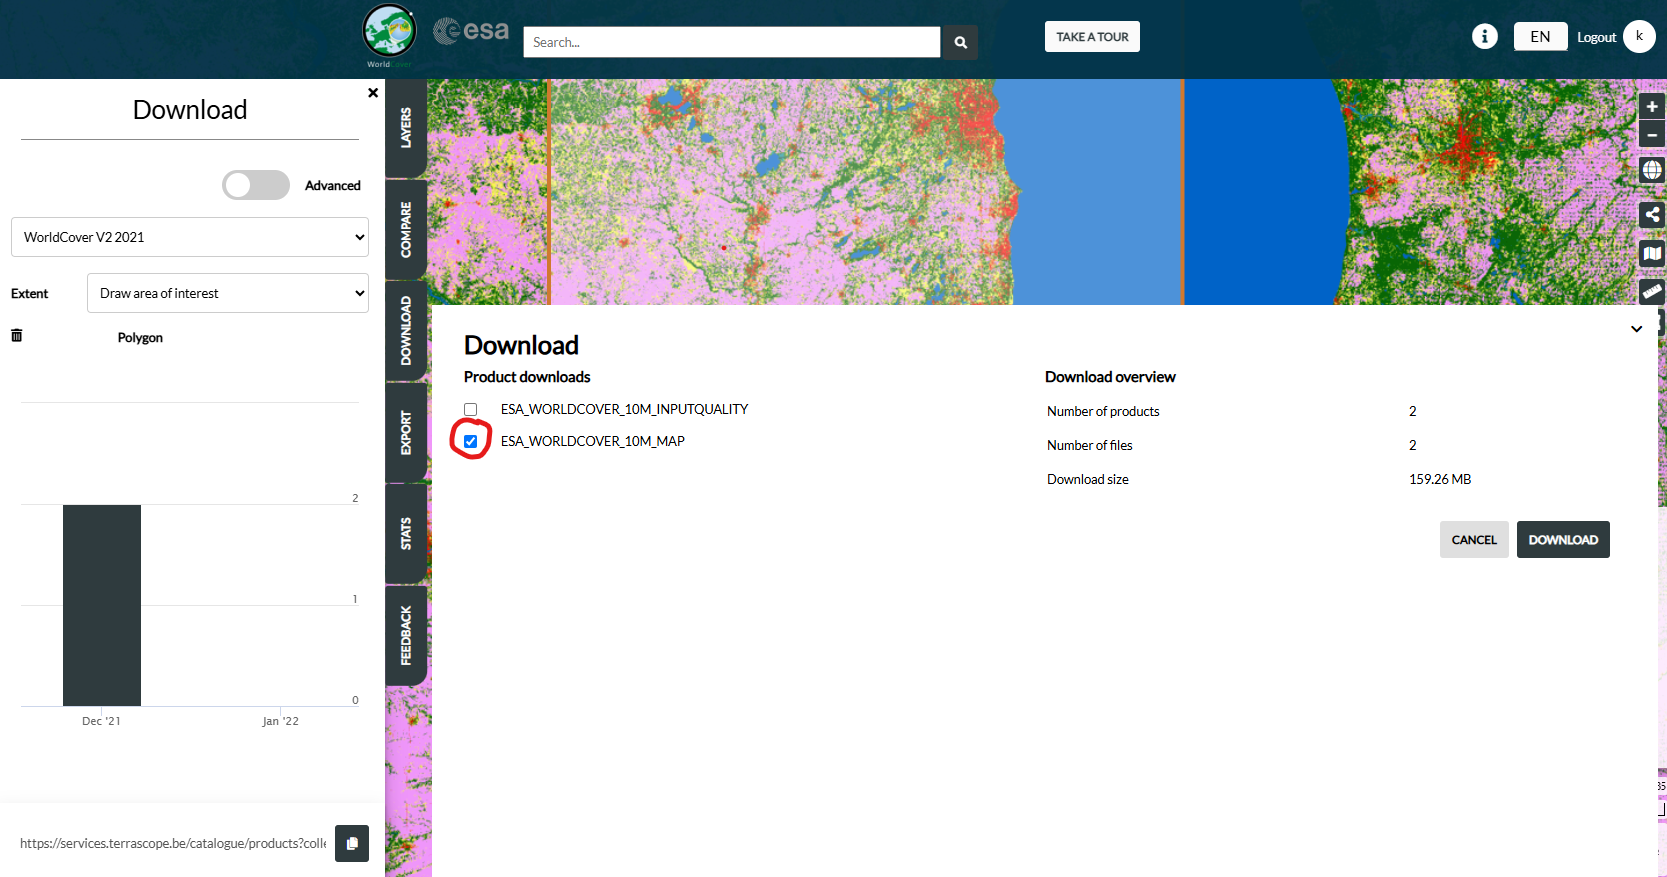 WorldCover
esa
Search...
TAKE A TOUR
EN
Logout
k
Download
Advanced
WorldCover V2 2021
Extent
Draw area of interest
Polygon
2
1
0
Dec '21
Jan '22
https://services.terrascope.be/catalogue/products?colle
LAYERS
COMPARE
DOWNLOAD
EXPORT
STATS
FEEDBACK
Download
Product downloads
ESA_WORLDCOVER_10M_INPUTQUALITY
ESA_WORLDCOVER_10M_MAP
Download overview
Number of products 2
Number of files 2
Download size 159.26 MB
CANCEL
DOWNLOAD